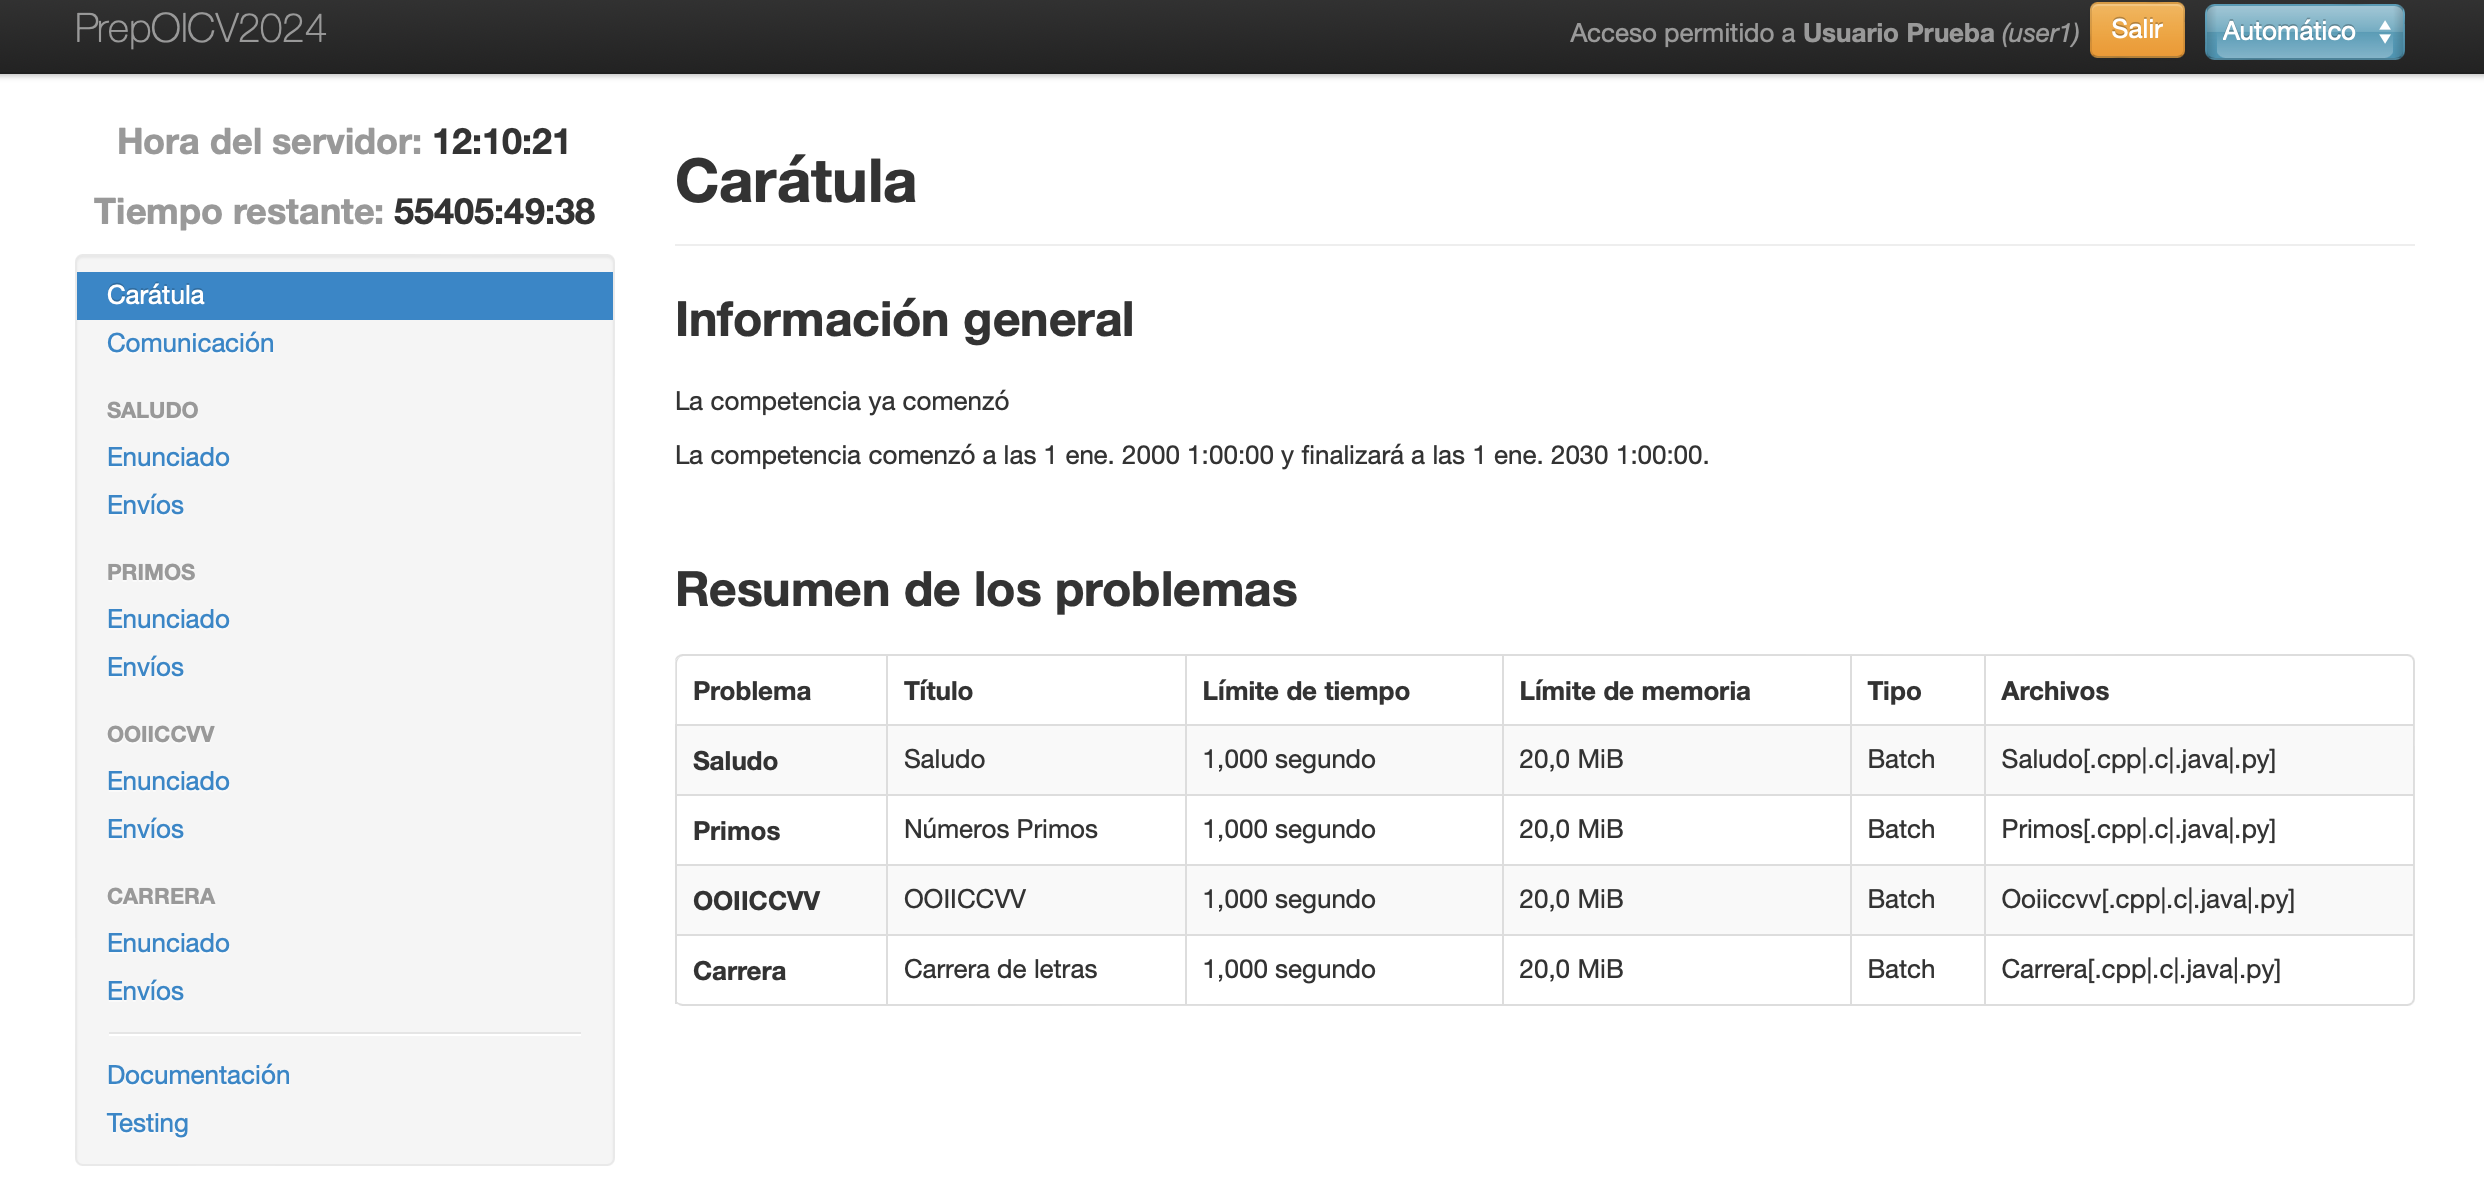 PrepOICV2024
Acceso permitido a Usuario Prueba (user1)
Salir
Automático
Hora del servidor: 12:10:21
Tiempo restante: 55405:49:38
Carátula
Comunicación
SALUDO
Enunciado
Envíos
PRIMOS
Enunciado
Envíos
OOIICCVV
Enunciado
Envíos
CARRERA
Enunciado
Envíos
Documentación
Testing
Carátula
Información general
La competencia ya comenzó
La competencia comenzó a las 1 ene. 2000 1:00:00 y finalizará a las 1 ene. 2030 1:00:00.
Resumen de los problemas
Problema Título Límite de tiempo Límite de memoria Tipo Archivos
Saludo Saludo 1,000 segundo 20,0 MiB Batch Saludo[.cpp|.c|.java|.py]
Primos Números Primos 1,000 segundo 20,0 MiB Batch Primos[.cpp|.c|.java|.py]
OOIICCVV OOIICCVV 1,000 segundo 20,0 MiB Batch Ooiiccvv[.cpp|.c|.java|.py]
Carrera Carrera de letras 1,000 segundo 20,0 MiB Batch Carrera[.cpp|.c|.java|.py]